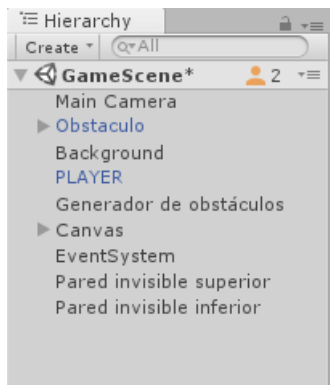 Hierarchy
Create All
GameScene* 2
Main Camera
Obstaculo
Background
PLAYER
Generador de obstáculos
Canvas
EventSystem
Pared invisible superior
Pared invisible inferior